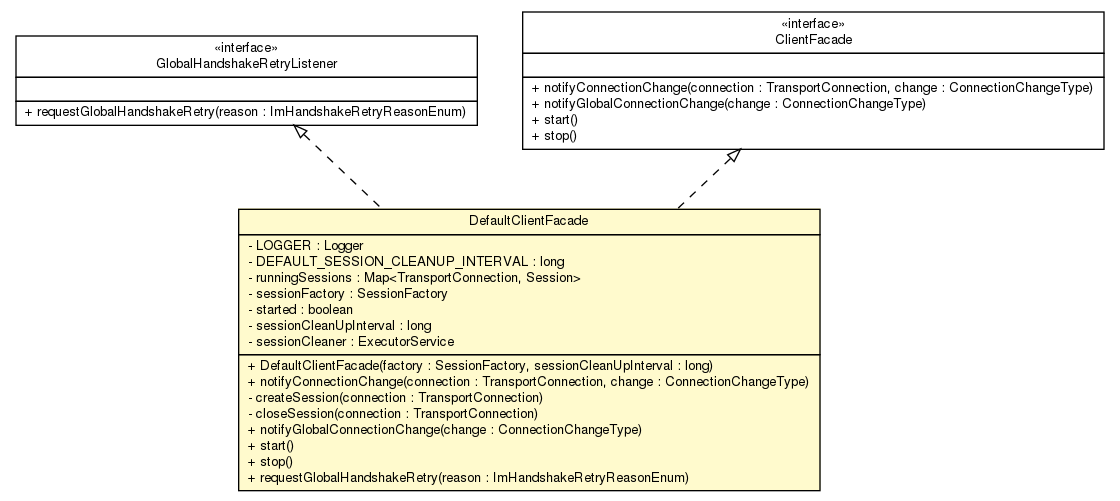 «interface»
GlobalHandshakeRetryListener
+ requestGlobalHandshakeRetry(reason : ImHandshakeRetryReasonEnum)
«interface»
ClientFacade
+ notifyConnectionChange(connection : TransportConnection, change : ConnectionChangeType)
+ notifyGlobalConnectionChange(change : ConnectionChangeType)
+ start()
+ stop()
DefaultClientFacade
- LOGGER : Logger
- DEFAULT_SESSION_CLEANUP_INTERVAL : long
- runningSessions : Map<TransportConnection, Session>
- sessionFactory : SessionFactory
- started : boolean
- sessionCleanUpInterval : long
- sessionCleaner : ExecutorService
+ DefaultClientFacade(factory : SessionFactory, sessionCleanUpInterval : long)
+ notifyConnectionChange(connection : TransportConnection, change : ConnectionChangeType)
- createSession(connection : TransportConnection)
- closeSession(connection : TransportConnection)
+ notifyGlobalConnectionChange(change : ConnectionChangeType)
+ start()
+ stop()
+ requestGlobalHandshakeRetry(reason : ImHandshakeRetryReasonEnum)